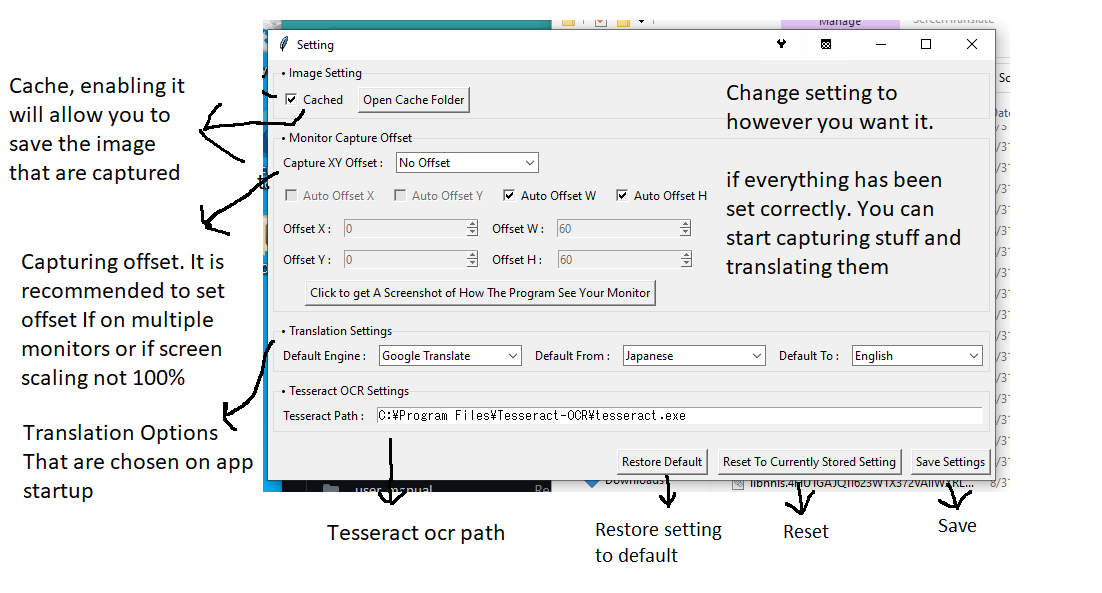 Manage
ScreenTranslate
Setting
• Image Setting
Cached
Open Cache Folder
• Monitor Capture Offset
Capture XY Offset :
No Offset
Auto Offset X
Auto Offset Y
Auto Offset W
Auto Offset H
Offset X :
0
Offset W :
60
Offset Y :
0
Offset H :
60
Click to get A Screenshot of How The Program See Your Monitor
• Translation Settings
Default Engine :
Google Translate
Default From :
Japanese
Default To :
English
• Tesseract OCR Settings
Tesseract Path :
C:¥Program Files¥Tesseract-OCR¥tesseract.exe
Restore Default
Reset To Currently Stored Setting
Save Settings
Cache, enabling it
will allow you to
save the image
that are captured
Capturing offset. It is
recommended to set
offset If on multiple
monitors or if screen
scaling not 100%
Translation Options
That are chosen on app
startup
Change setting to
however you want it.
if everything has been
set correctly. You can
start capturing stuff and
translating them
user_manual
Downloads
Tesseract ocr path
Restore setting
to default
Reset
Save